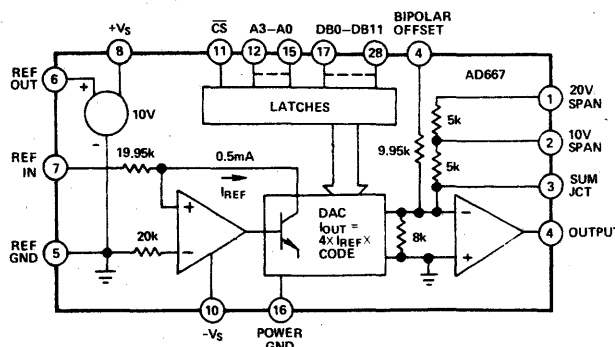 BIPOLAR
OFFSET
+VS
CS
A3–A0
DB0–DB11
8
11
12
15
17
28
4
AD667
REF
OUT
6
+
10V
-
LATCHES
20V
SPAN
1
5k
10V
SPAN
2
9.95k
5k
REF
IN
7
19.95k
0.5mA
IREF
SUM
JCT
3
+
-
DAC
IOUT =
4× IREF ×
CODE
8k
-
+
4
OUTPUT
REF
GND
5
20k
10
-VS
16
POWER
GND